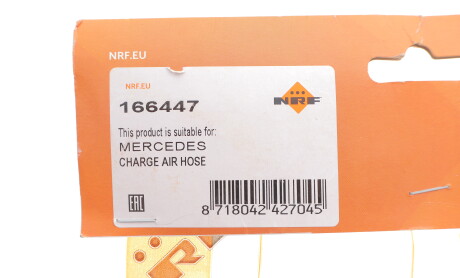 NRF.EU
NRF.EU
166447
NRF
This product is suitable for:
MERCEDES
CHARGE AIR HOSE
EAC
8 718042 427045